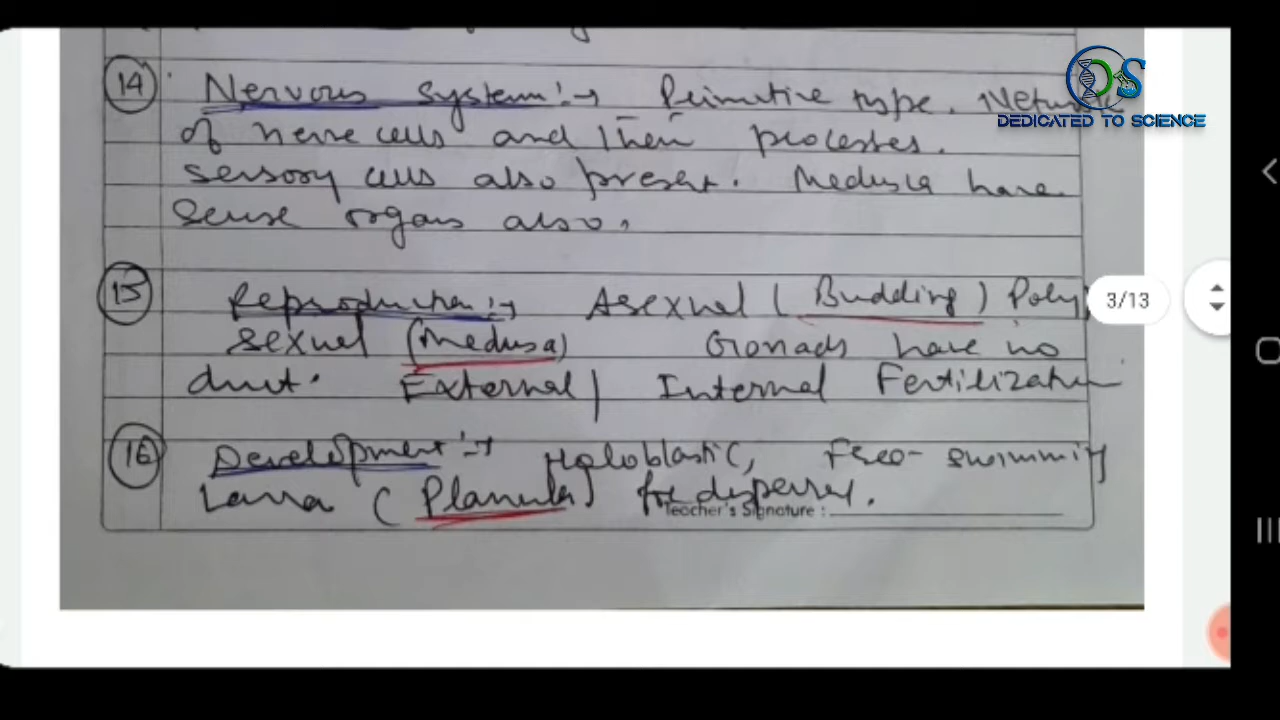 14 Nervous System :→ Primitive type. Network
DEDICATED TO SCIENCE
of nerve cells and their processes.
sensory cells also present. Medusa have
sense organs also.
15 Reproduction :→ Asexual (Budding) Polyp
3/13
sexual (Medusa) Gonads have no
duct. External/ Internal Fertilization
16 Development :→ Holoblastic, Free-swimming
Larva (Planula) for dispersal.
Teacher's Signature :